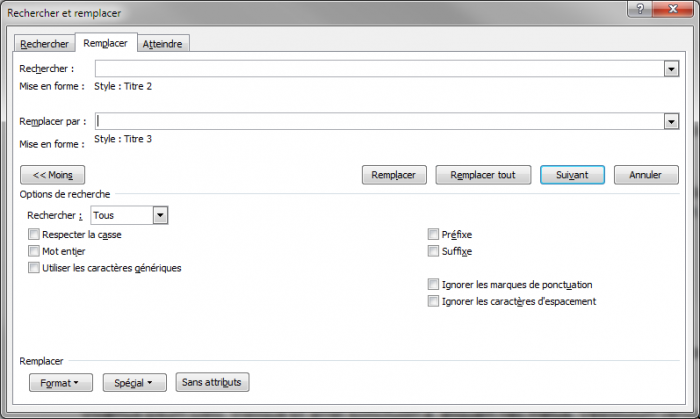 Rechercher et remplacer
Rechercher Remplacer Atteindre
Rechercher :
Mise en forme : Style : Titre 2
Remplacer par :
Mise en forme : Style : Titre 3
<< Moins Remplacer Remplacer tout Suivant Annuler
Options de recherche
Rechercher : Tous
Respecter la casse Préfixe
Mot entier Suffixe
Utiliser les caractères génériques
Ignorer les marques de ponctuation
Ignorer les caractères d'espacement
Remplacer
Format Spécial Sans attributs